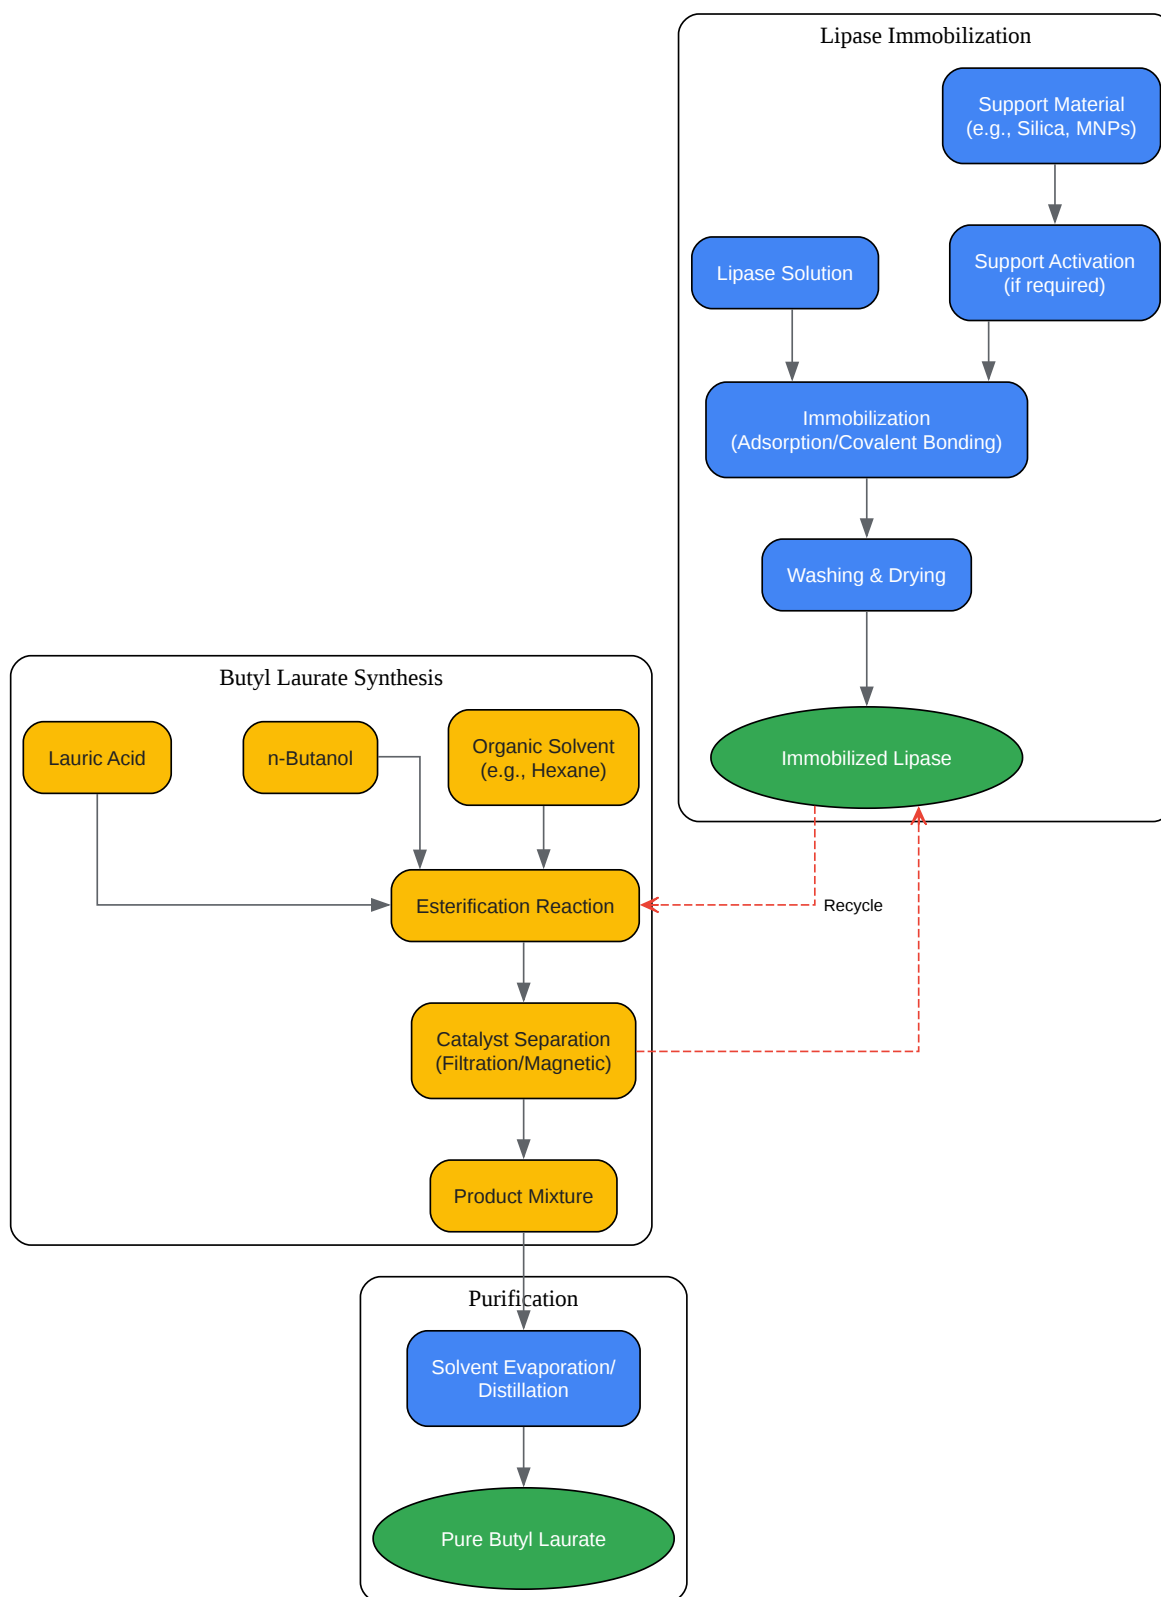 Lipase Immobilization
Support Material
(e.g., Silica, MNPs)
Lipase Solution
Support Activation
(if required)
Immobilization
(Adsorption/Covalent Bonding)
Washing & Drying
Immobilized Lipase
Butyl Laurate Synthesis
Lauric Acid
n-Butanol
Organic Solvent
(e.g., Hexane)
Esterification Reaction
Recycle
Catalyst Separation
(Filtration/Magnetic)
Product Mixture
Purification
Solvent Evaporation/
Distillation
Pure Butyl Laurate